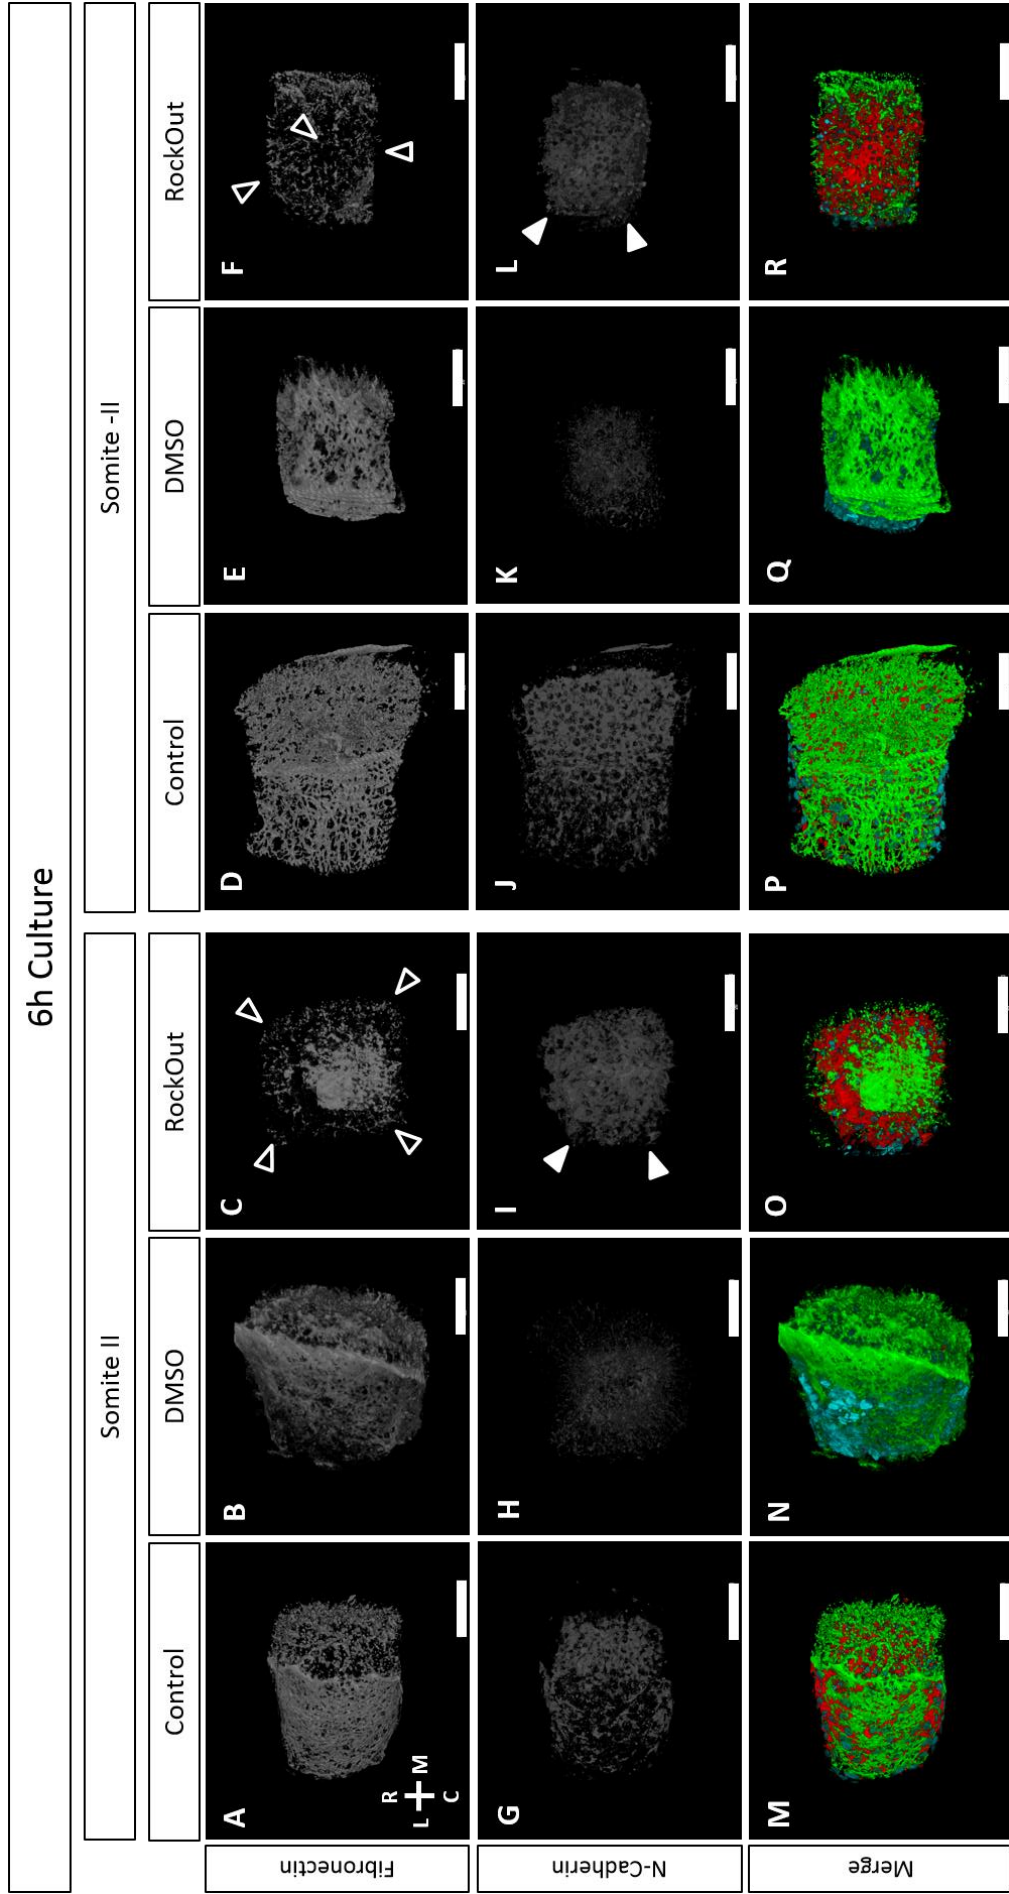 6h Culture
Somite II
Somite -II
Control
DMSO
RockOut
Control
DMSO
RockOut
Fibronectin
A
R
L
M
C
B
C
D
E
F
N-Cadherin
G
H
I
J
K
L
Merge
M
N
O
P
Q
R